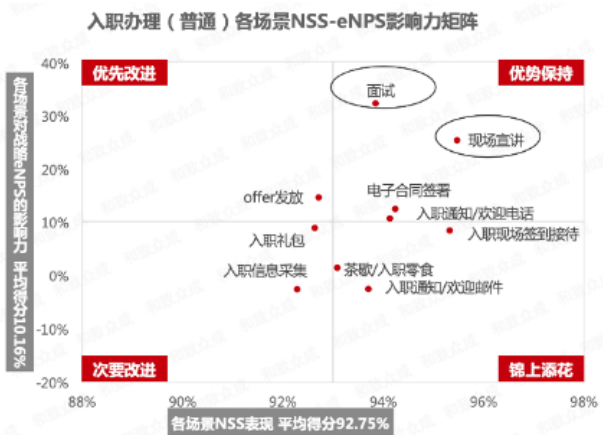 入职办理（普通）各场景NSS-eNPS影响力矩阵
40%
优先改进
优势保持
面试
30%
现场宣讲
20%
offer发放
电子合同签署
入职通知/欢迎电话
10%
入职礼包
入职现场签到接待
入职信息采集
茶歇/入职零食
0%
入职通知/欢迎邮件
-10%
次要改进
锦上添花
-20%
88%
90%
92%
94%
96%
98%
各场景对战略eNPS的影响力 平均得分10.16%
各场景NSS表现 平均得分92.75%
和致众成